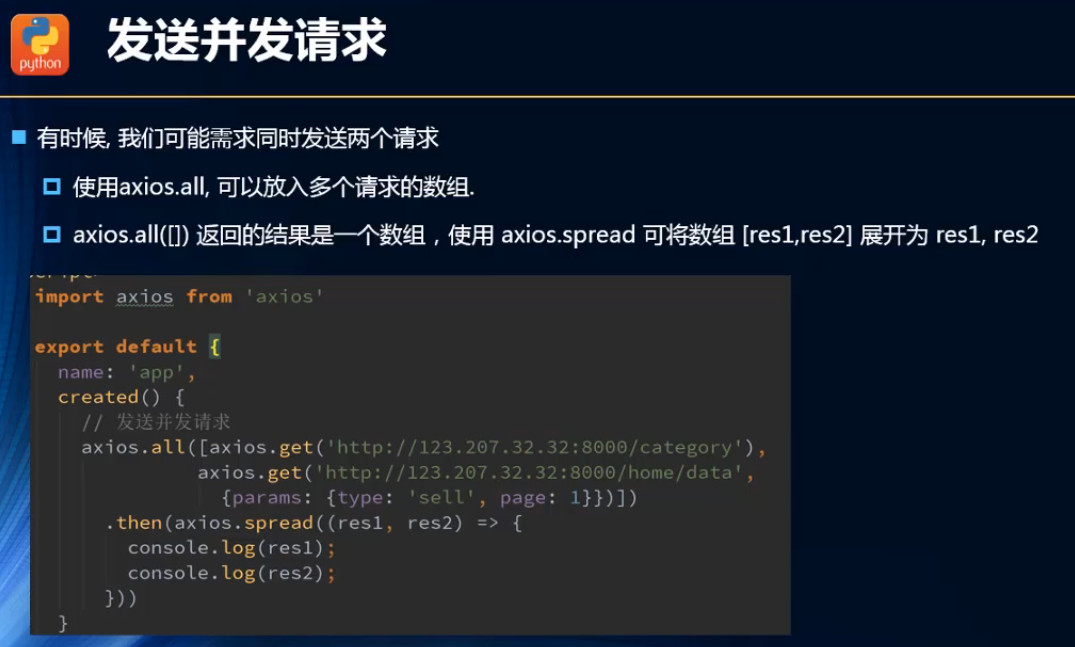 python
发送并发请求
有时候, 我们可能需求同时发送两个请求
使用axios.all, 可以放入多个请求的数组.
axios.all([]) 返回的结果是一个数组，使用 axios.spread 可将数组 [res1,res2] 展开为 res1, res2
import axios from 'axios'
export default {
name: 'app',
created() {
// 发送并发请求
axios.all([axios.get('http://123.207.32.32:8000/category'),
axios.get('http://123.207.32.32:8000/home/data',
{params: {type: 'sell', page: 1}})])
.then(axios.spread((res1, res2) => {
console.log(res1);
console.log(res2);
}))
}